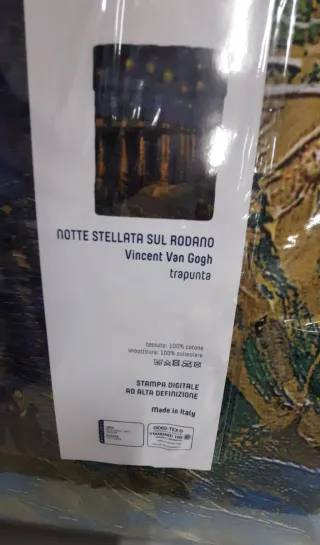 NOTTE STELLATA SUL RODANO
Vincent Van Gogh
trapunta
tessuto: 100% cotone
imbottitura: 100% poliestere
STAMPA DIGITALE
AD ALTA DEFINIZIONE
Made in Italy
OEKO-TEX®
STANDARD 100